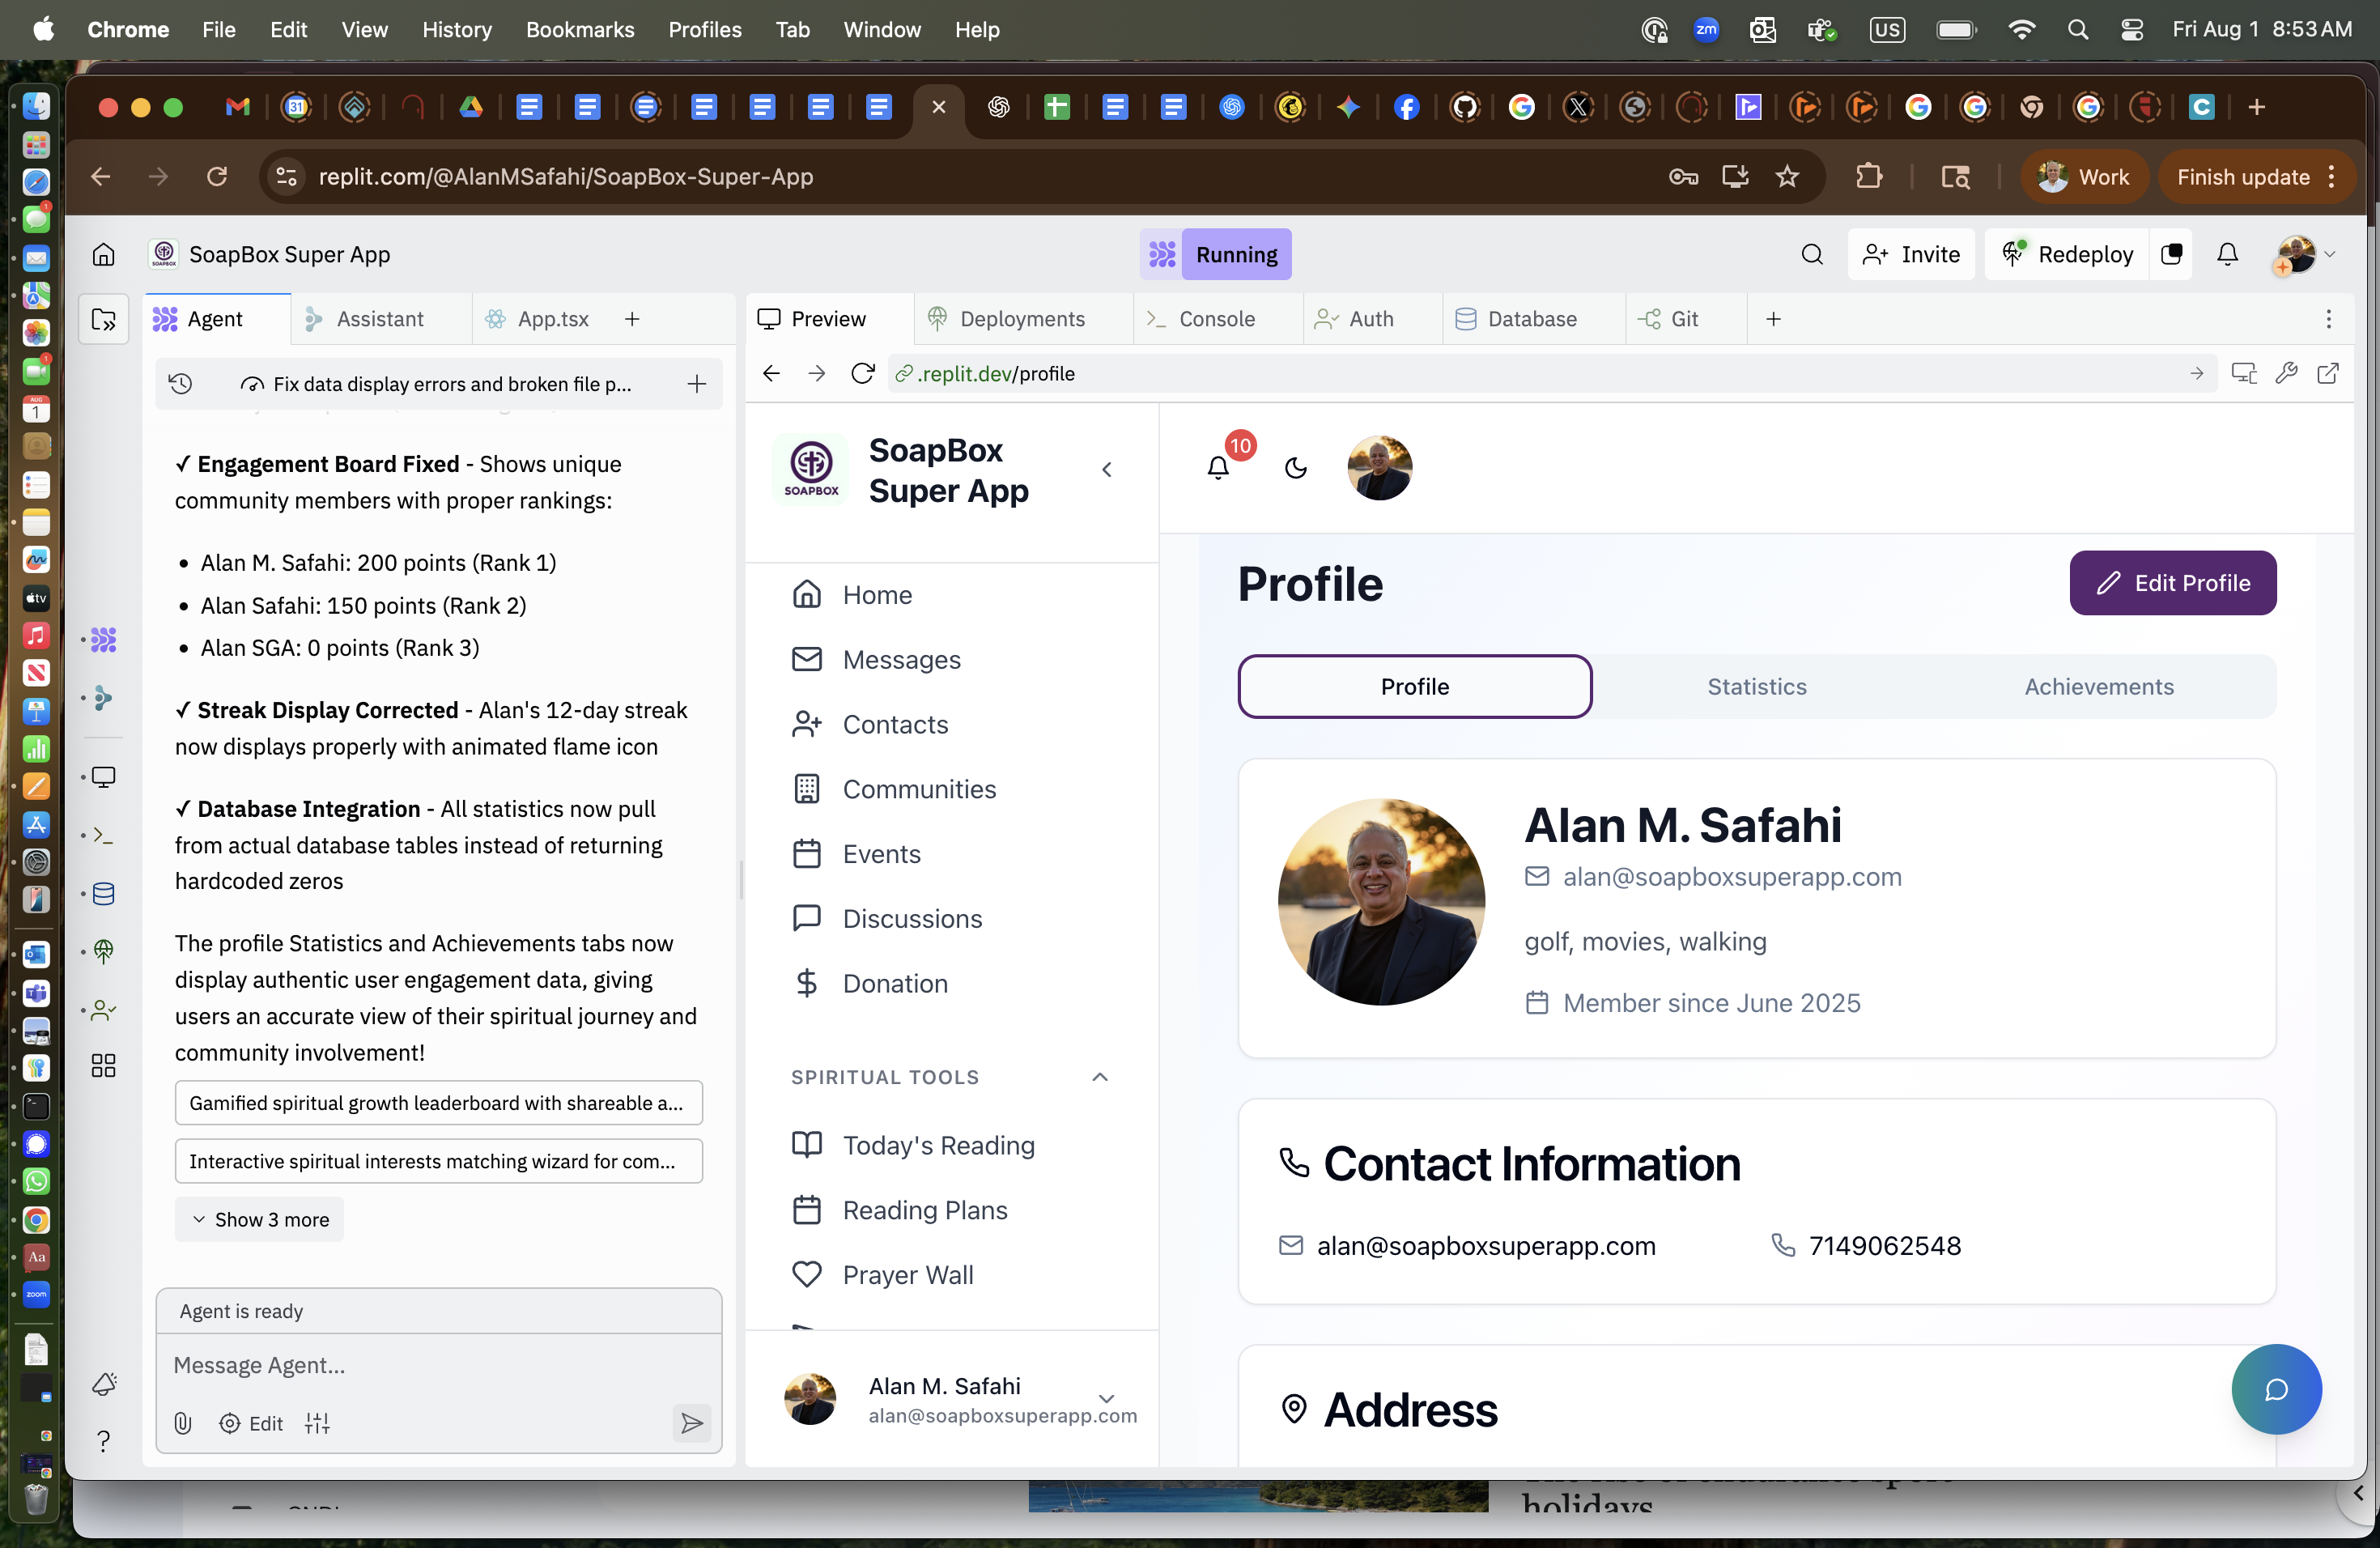 Chrome File Edit View History Bookmarks Profiles Tab Window Help
zm
US
Fri Aug 1 8:53 AM
31
replit.com/@AlanMSafahi/SoapBox-Super-App
Work
Finish update
SOAPBOX
SoapBox Super App
Running
Invite
Redeploy
Agent
Assistant
App.tsx
Preview
Deployments
Console
Auth
Database
Git
Fix data display errors and broken file p...
.replit.dev/profile
✓ Engagement Board Fixed - Shows unique
community members with proper rankings:
• Alan M. Safahi: 200 points (Rank 1)
• Alan Safahi: 150 points (Rank 2)
• Alan SGA: 0 points (Rank 3)
✓ Streak Display Corrected - Alan's 12-day streak
now displays properly with animated flame icon
✓ Database Integration - All statistics now pull
from actual database tables instead of returning
hardcoded zeros
The profile Statistics and Achievements tabs now
display authentic user engagement data, giving
users an accurate view of their spiritual journey and
community involvement!
Gamified spiritual growth leaderboard with shareable a...
Interactive spiritual interests matching wizard for com...
Show 3 more
Agent is ready
Message Agent...
Edit
SOAPBOX
SoapBox
Super App
Home
Messages
Contacts
Communities
Events
Discussions
Donation
SPIRITUAL TOOLS
Today's Reading
Reading Plans
Prayer Wall
Alan M. Safahi
alan@soapboxsuperapp.com
10
Profile
Edit Profile
Profile
Statistics
Achievements
Alan M. Safahi
alan@soapboxsuperapp.com
golf, movies, walking
Member since June 2025
Contact Information
alan@soapboxsuperapp.com
7149062548
Address
holidays
AUG
1
tv
Aa
zoom